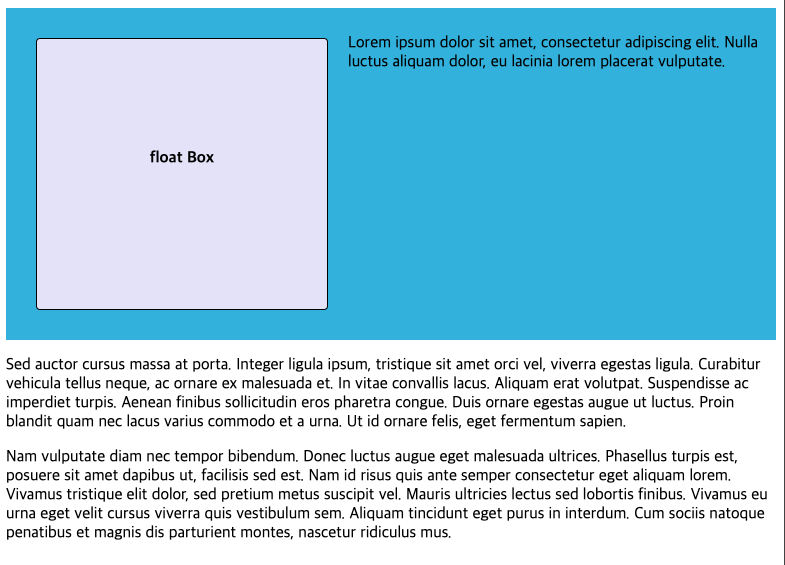 Lorem ipsum dolor sit amet, consectetur adipiscing elit. Nulla
luctus aliquam dolor, eu lacinia lorem placerat vulputate.
float Box
Sed auctor cursus massa at porta. Integer ligula ipsum, tristique sit amet orci vel, viverra egestas ligula. Curabitur
vehicula tellus neque, ac ornare ex malesuada et. In vitae convallis lacus. Aliquam erat volutpat. Suspendisse ac
imperdiet turpis. Aenean finibus sollicitudin eros pharetra congue. Duis ornare egestas augue ut luctus. Proin
blandit quam nec lacus varius commodo et a urna. Ut id ornare felis, eget fermentum sapien.
Nam vulputate diam nec tempor bibendum. Donec luctus augue eget malesuada ultrices. Phasellus turpis est,
posuere sit amet dapibus ut, facilisis sed est. Nam id risus quis ante semper consectetur eget aliquam lorem.
Vivamus tristique elit dolor, sed pretium metus suscipit vel. Mauris ultricies lectus sed lobortis finibus. Vivamus eu
urna eget velit cursus viverra quis vestibulum sem. Aliquam tincidunt eget purus in interdum. Cum sociis natoque
penatibus et magnis dis parturient montes, nascetur ridiculus mus.